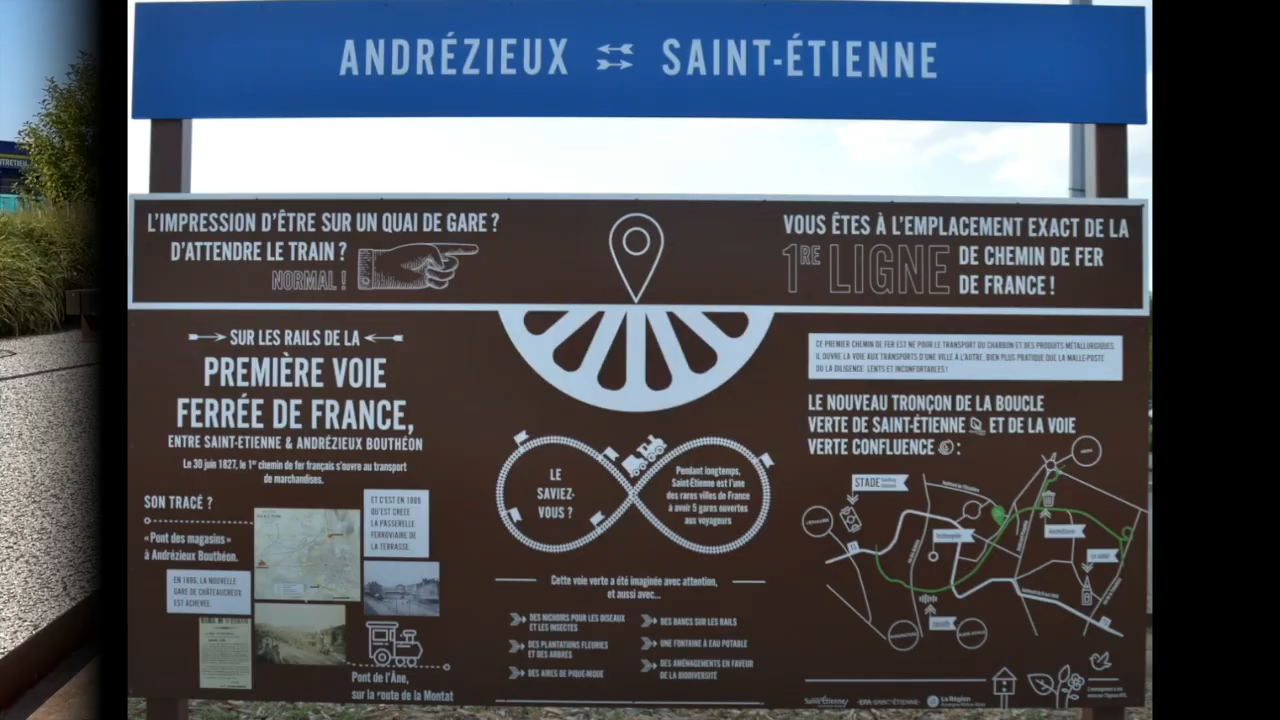 ANDRÉZIEUX SAINT-ÉTIENNE
L'IMPRESSION D'ÊTRE SUR UN QUAI DE GARE ?
D'ATTENDRE LE TRAIN ?
NORMAL !
VOUS ÊTES À L'EMPLACEMENT EXACT DE LA
1RE LIGNE DE CHEMIN DE FER
DE FRANCE !
SUR LES RAILS DE LA
PREMIÈRE VOIE
FERRÉE DE FRANCE,
ENTRE SAINT-ETIENNE & ANDRÉZIEUX BOUTHÉON
Le 30 juin 1827, le 1er chemin de fer français s'ouvre au transport
de marchandises.
SON TRACÉ ?
« Pont des magasins »
à Andrézieux Bouthéon.
ET C'EST EN
QU'EST CRÉÉE
LA PASSERELLE
FERROVIAIRE DE
LA TERRASSE.
EN LA NOUVELLE
GARE DE CHÂTEAUCREUX
EST ACHEVÉE.
Pont de l'Âne,
sur la route de la Montat
LE
SAVIEZ-
VOUS ?
Pendant longtemps,
Saint-Étienne est l'une
des rares villes de France
à avoir 5 gares ouvertes
aux voyageurs
Cette voie verte a été imaginée avec attention,
et aussi avec...
DES NICHOIRS POUR LES OISEAUX
ET LES INSECTES
DES PLANTATIONS FLEURIES
ET DES ARBRES
DES AIRES DE PIQUE-NIQUE
DES BANCS SUR LES RAILS
UNE FONTAINE À EAU POTABLE
DES AMÉNAGEMENTS EN FAVEUR
DE LA BIODIVERSITÉ
CE PREMIER CHEMIN DE FER EST NÉ POUR LE TRANSPORT DU CHARBON ET DES PRODUITS MÉTALLURGIQUES.
IL OUVRE LA VOIE AUX TRANSPORTS D'UNE VILLE À L'AUTRE, BIEN PLUS PRATIQUE QUE LA MALLE-POSTE
OU LA DILIGENCE LENTS ET INCONFORTABLES !
LE NOUVEAU TRONÇON DE LA BOUCLE
VERTE DE SAINT-ÉTIENNE ET DE LA VOIE
VERTE CONFLUENCE :
STADE
Saint-Étienne
EPA SAINT-ÉTIENNE
La Région